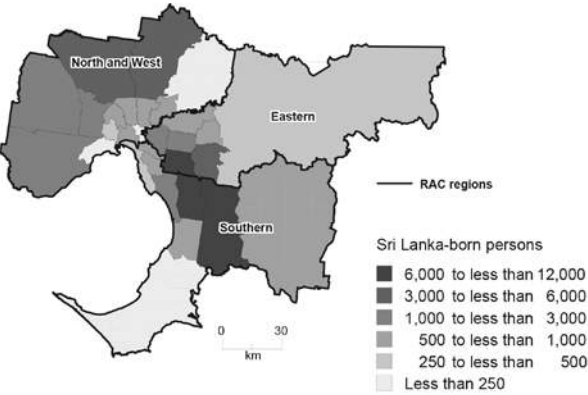 North and West
Eastern
Southern
RAC regions
Sri Lanka-born persons
6,000 to less than 12,000
3,000 to less than 6,000
1,000 to less than 3,000
500 to less than 1,000
250 to less than 500
Less than 250
0 30
km